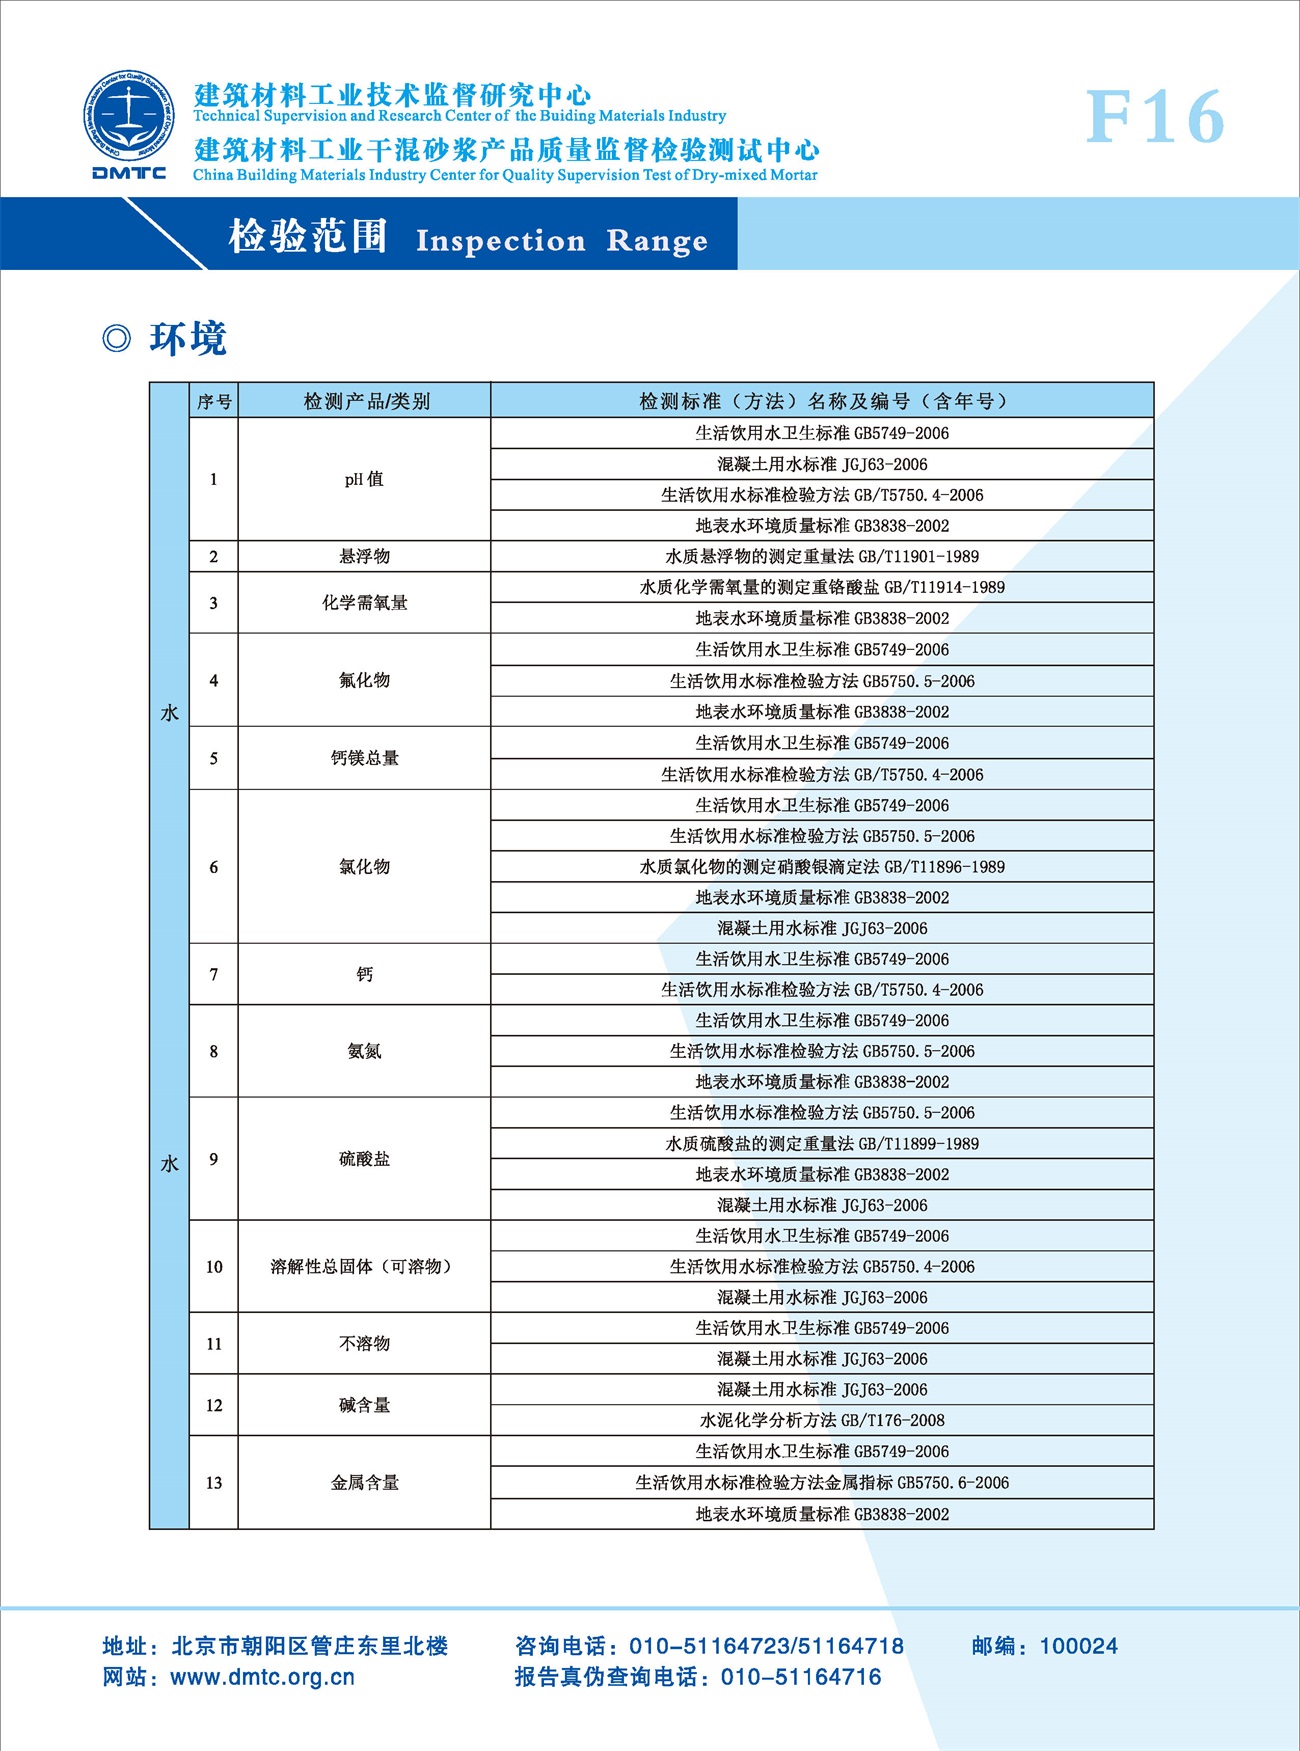 建筑材料工业技术监督研究中心
Technical Supervision and Research Center of the Buiding Materials Industry
建筑材料工业干混砂浆产品质量监督检验测试中心
China Building Materials Industry Center for Quality Supervision Test of Dry-mixed Mortar
DMTC
F16
检验范围 Inspection Range
◎ 环境
序号 检测产品/类别 检测标准（方法）名称及编号（含年号）
水
1 pH 值
生活饮用水卫生标准 GB5749-2006
混凝土用水标准 JGJ63-2006
生活饮用水标准检验方法 GB/T5750.4-2006
地表水环境质量标准 GB3838-2002
2 悬浮物 水质悬浮物的测定重量法 GB/T11901-1989
3 化学需氧量
水质化学需氧量的测定重铬酸盐 GB/T11914-1989
地表水环境质量标准 GB3838-2002
4 氟化物
生活饮用水卫生标准 GB5749-2006
生活饮用水标准检验方法 GB5750.5-2006
地表水环境质量标准 GB3838-2002
5 钙镁总量
生活饮用水卫生标准 GB5749-2006
生活饮用水标准检验方法 GB/T5750.4-2006
6 氯化物
生活饮用水卫生标准 GB5749-2006
生活饮用水标准检验方法 GB5750.5-2006
水质氯化物的测定硝酸银滴定法 GB/T11896-1989
地表水环境质量标准 GB3838-2002
混凝土用水标准 JGJ63-2006
7 钙
生活饮用水卫生标准 GB5749-2006
生活饮用水标准检验方法 GB/T5750.4-2006
8 氨氮
生活饮用水卫生标准 GB5749-2006
生活饮用水标准检验方法 GB5750.5-2006
地表水环境质量标准 GB3838-2002
水
9 硫酸盐
生活饮用水标准检验方法 GB5750.5-2006
水质硫酸盐的测定重量法 GB/T11899-1989
地表水环境质量标准 GB3838-2002
混凝土用水标准 JGJ63-2006
10 溶解性总固体（可溶物）
生活饮用水卫生标准 GB5749-2006
生活饮用水标准检验方法 GB5750.4-2006
混凝土用水标准 JGJ63-2006
11 不溶物
生活饮用水卫生标准 GB5749-2006
混凝土用水标准 JGJ63-2006
12 碱含量
混凝土用水标准 JGJ63-2006
水泥化学分析方法 GB/T176-2008
13 金属含量
生活饮用水卫生标准 GB5749-2006
生活饮用水标准检验方法金属指标 GB5750.6-2006
地表水环境质量标准 GB3838-2002
地址：北京市朝阳区管庄东里北楼 咨询电话：010-51164723/51164718 邮编：100024
网站：www.dmtc.org.cn 报告真伪查询电话：010-51164716